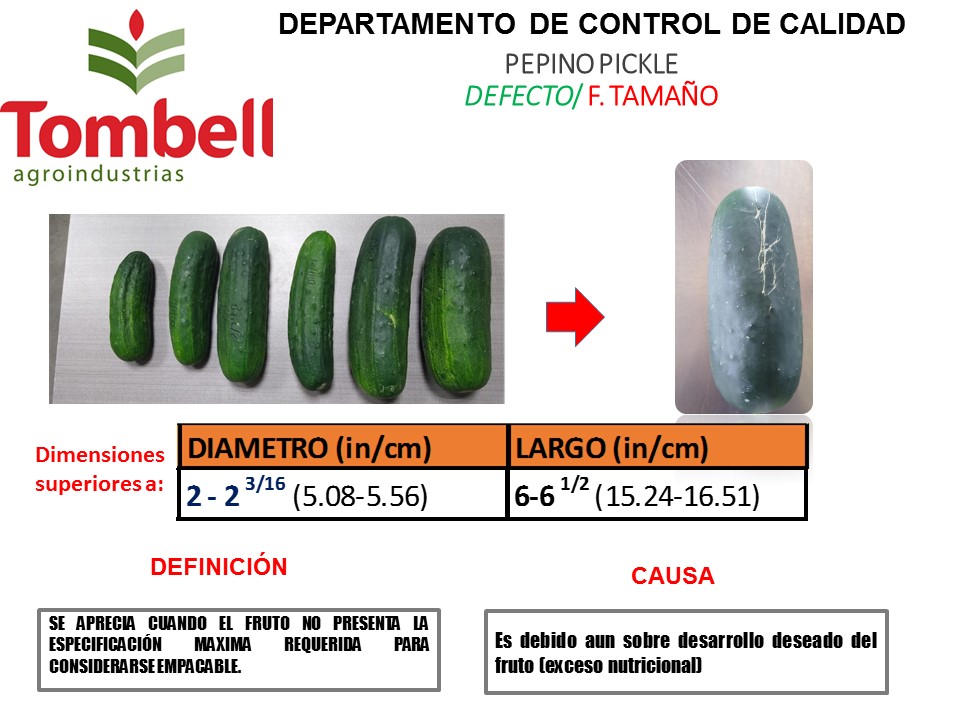 DEPARTAMENTO DE CONTROL DE CALIDAD
PEPINO PICKLE
DEFECTO/ F. TAMAÑO
Tombell
agroindustrias
Dimensiones
superiores a:
DIAMETRO (in/cm)
LARGO (in/cm)
2 - 2 3/16 (5.08-5.56)
6-6 1/2 (15.24-16.51)
DEFINICIÓN
SE APRECIA CUANDO EL FRUTO NO PRESENTA LA
ESPECIFICACIÓN MAXIMA REQUERIDA PARA
CONSIDERARSE EMPACABLE.
CAUSA
Es debido aun sobre desarrollo deseado del
fruto (exceso nutricional)